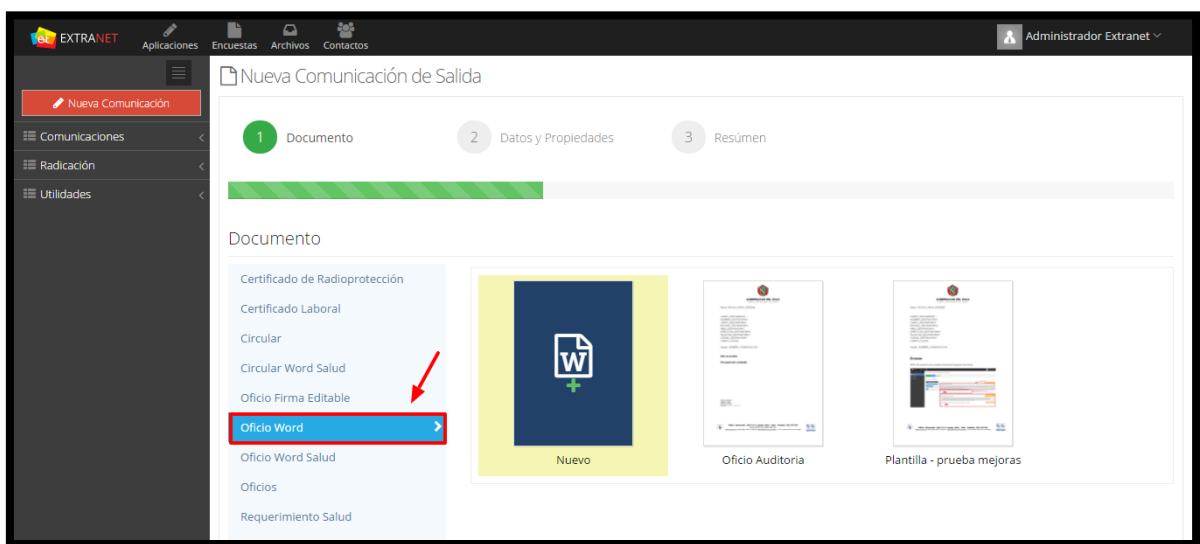 EXTRANET
Aplicaciones
Encuestas
Archivos
Contactos
Administrador Extranet
Nueva Comunicación
Comunicaciones
Radicación
Utilidades
Nueva Comunicación de Salida
1 Documento
2 Datos y Propiedades
3 Resúmen
Documento
Certificado de Radioprotección
Certificado Laboral
Circular
Circular Word Salud
Oficio Firma Editable
Oficio Word
Oficio Word Salud
Oficios
Requerimiento Salud
W
Nuevo
Oficio Auditoria
Plantilla - prueba mejoras